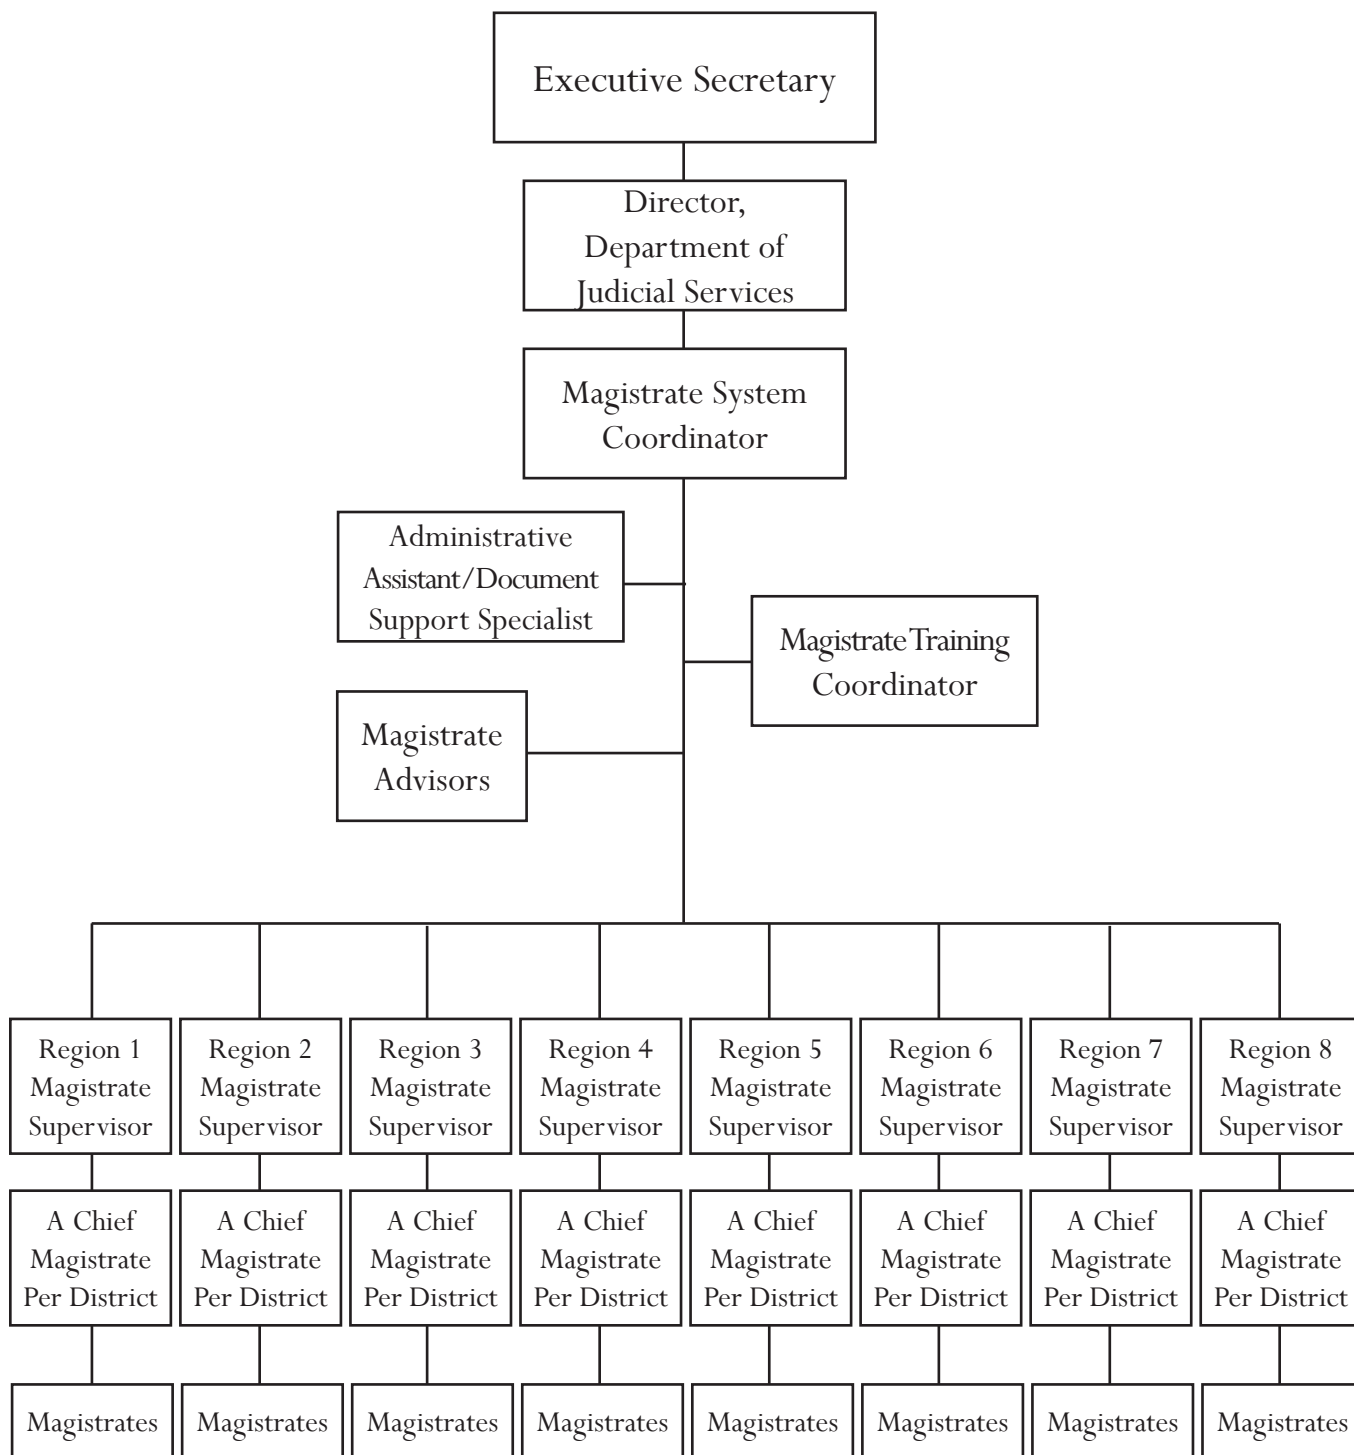 Executive Secretary
Director,
Department of
Judicial Services
Magistrate System
Coordinator
Administrative
Assistant/Document
Support Specialist
Magistrate Training
Coordinator
Magistrate
Advisors
Region 1
Magistrate
Supervisor
Region 2
Magistrate
Supervisor
Region 3
Magistrate
Supervisor
Region 4
Magistrate
Supervisor
Region 5
Magistrate
Supervisor
Region 6
Magistrate
Supervisor
Region 7
Magistrate
Supervisor
Region 8
Magistrate
Supervisor
A Chief
Magistrate
Per District
A Chief
Magistrate
Per District
A Chief
Magistrate
Per District
A Chief
Magistrate
Per District
A Chief
Magistrate
Per District
A Chief
Magistrate
Per District
A Chief
Magistrate
Per District
A Chief
Magistrate
Per District
Magistrates
Magistrates
Magistrates
Magistrates
Magistrates
Magistrates
Magistrates
Magistrates